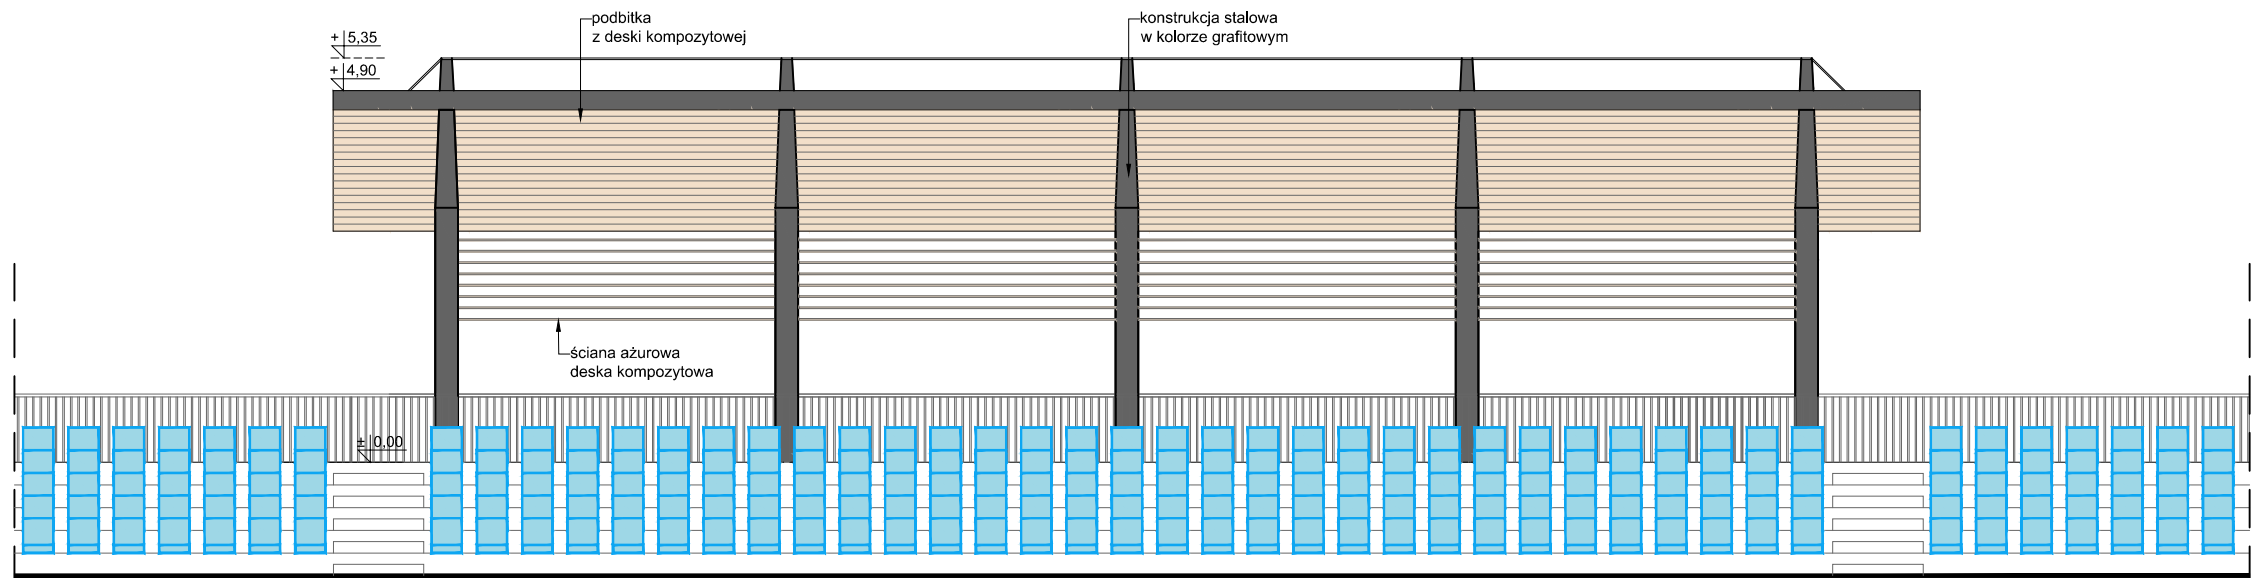 podbitka
z deski kompozytowej
konstrukcja stalowa
w kolorze grafitowym
+ 5,35
+ 4,90
ściana ażurowa
deska kompozytowa
± 0,00